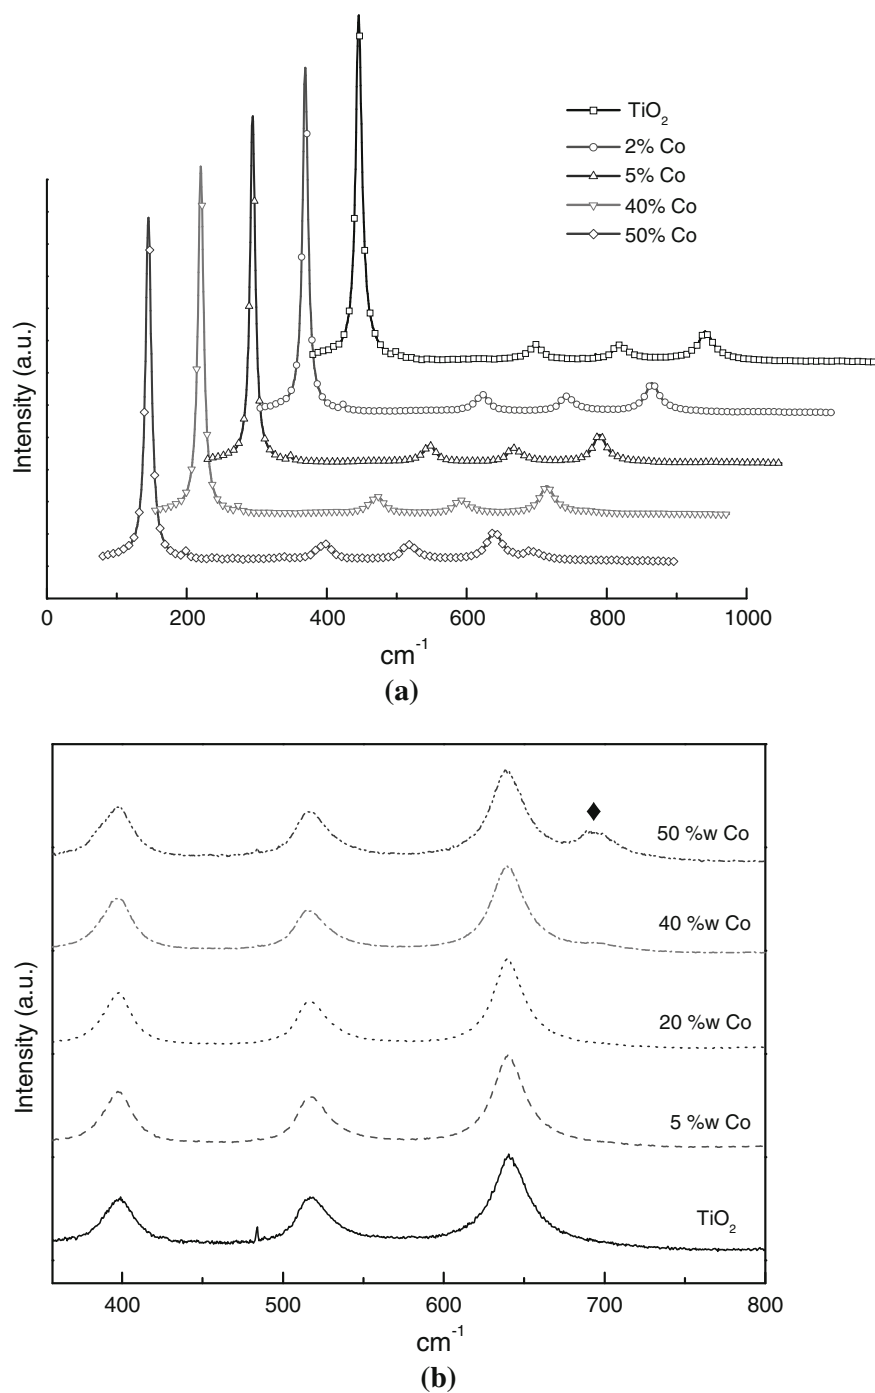 TiO₂
2% Co
5% Co
40% Co
50% Co
Intensity (a.u.)
0 200 400 600 800 1000
cm⁻¹
(a)
50 %w Co
40 %w Co
20 %w Co
5 %w Co
TiO₂
Intensity (a.u.)
400 500 600 700 800
cm⁻¹
(b)